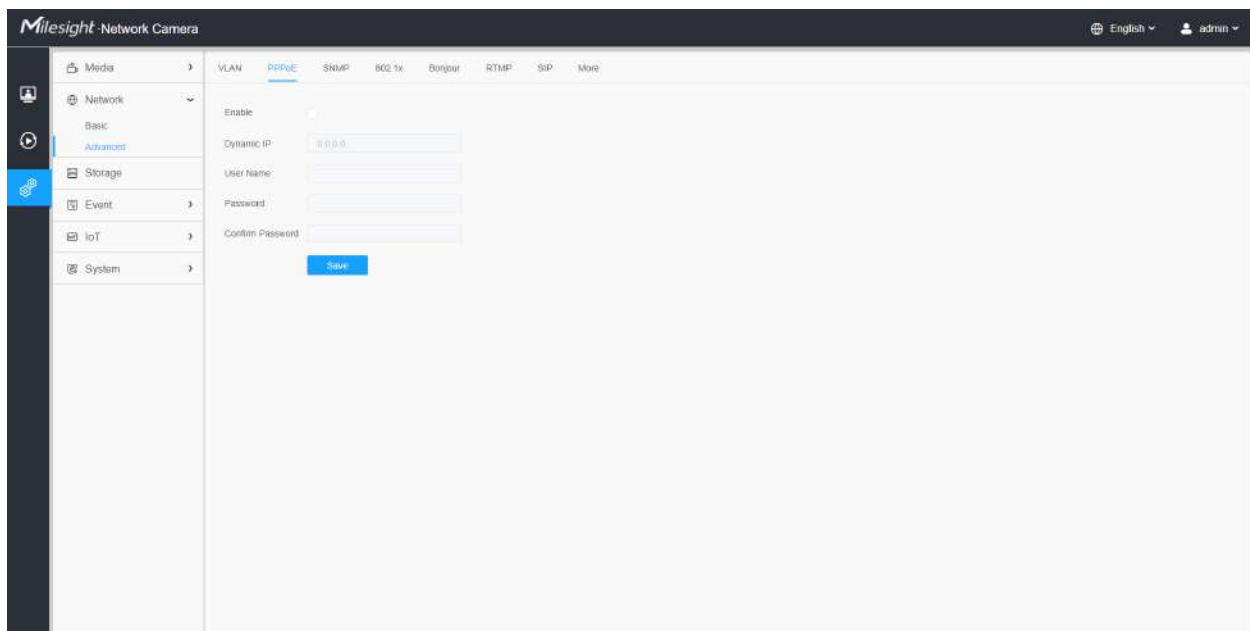 Milesight Network Camera
English
admin
Media
Network
Basic
Advanced
Storage
Event
IoT
System
VLAN PPPoE SNMP 802.1x Bonjour RTMP SIP More
Enable
Dynamic IP 0.0.0.0
User Name
Password
Confirm Password
Save